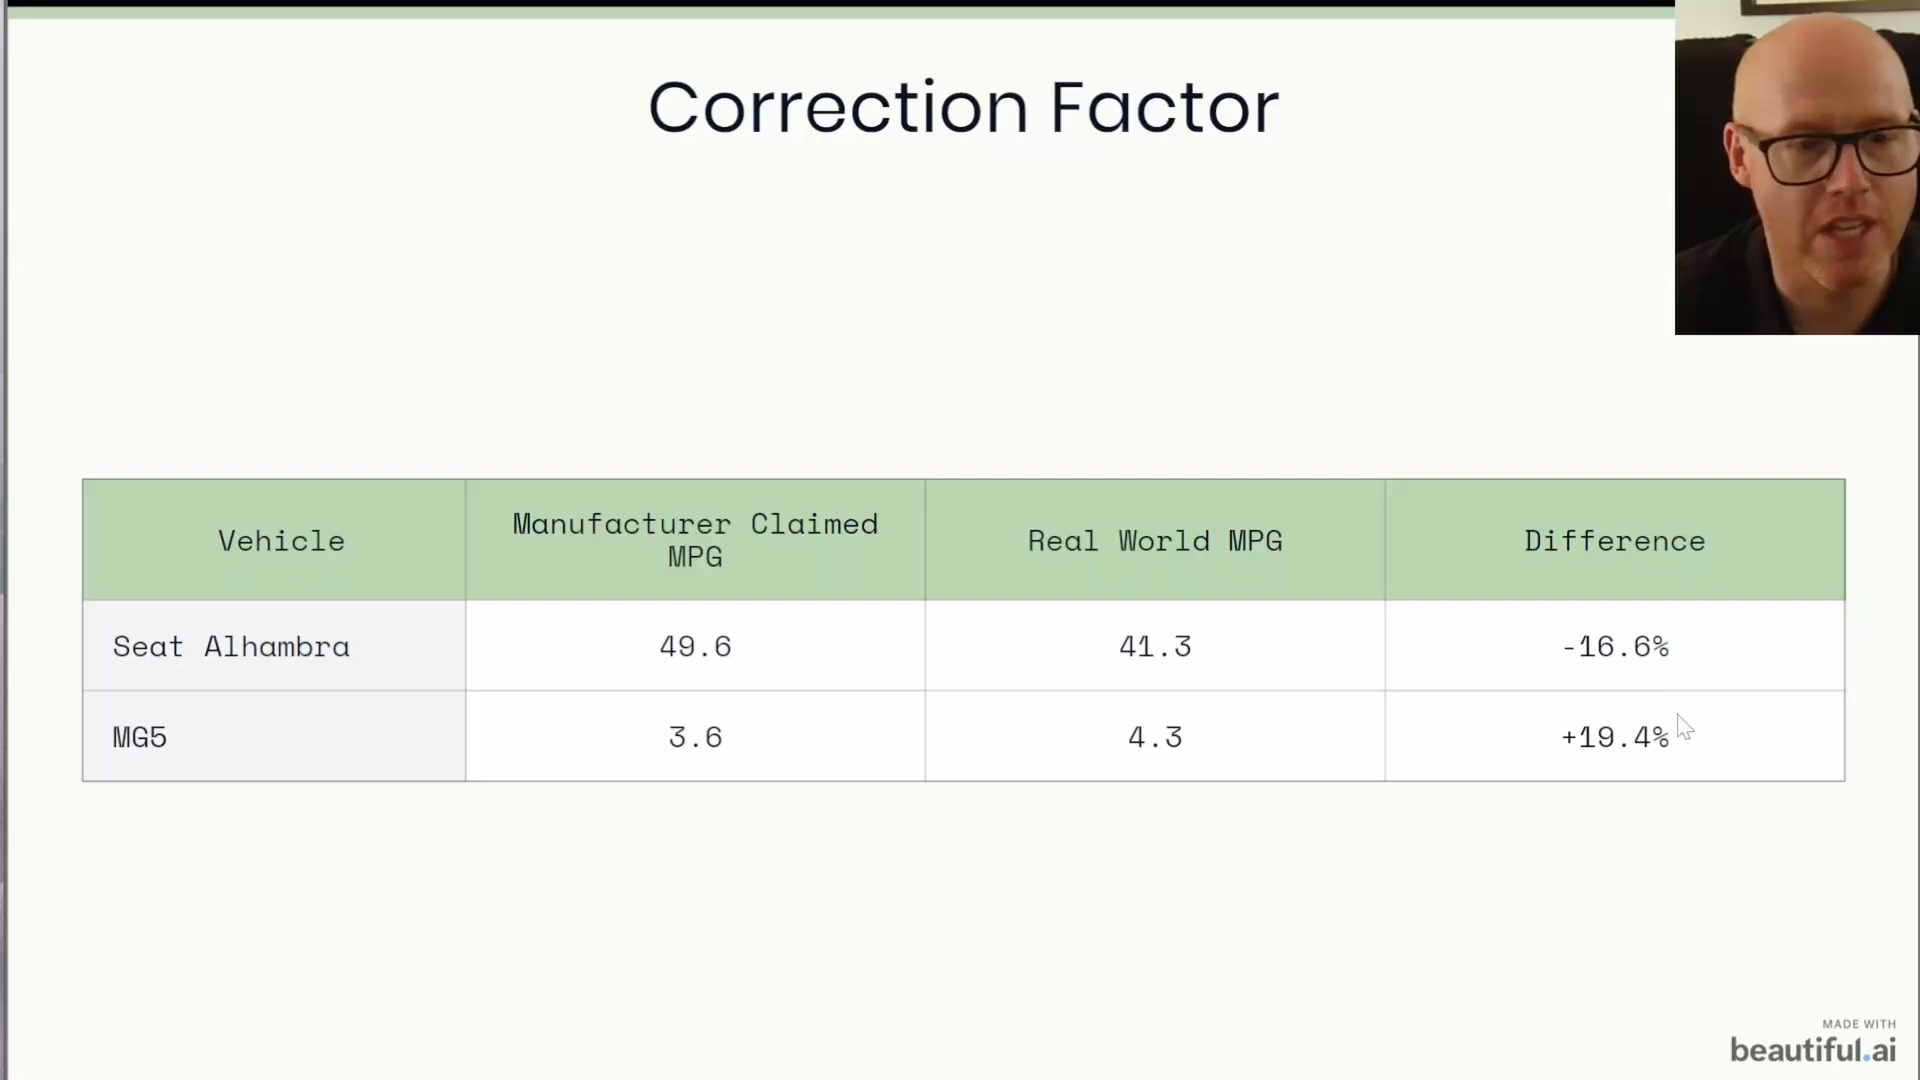 Correction Factor
Vehicle
Manufacturer Claimed
MPG
Real World MPG
Difference
Seat Alhambra
49.6
41.3
-16.6%
MG5
3.6
4.3
+19.4%
MADE WITH
beautiful.ai